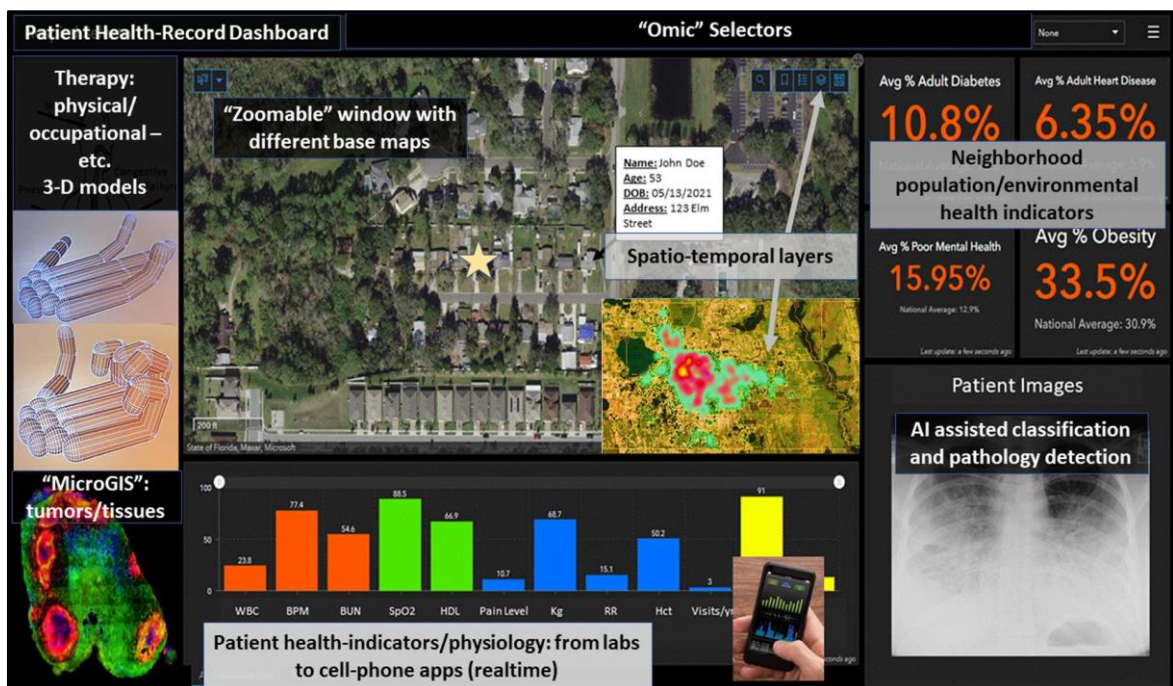 Patient Health-Record Dashboard
“Omic” Selectors
None
Therapy:
physical/
occupational –
etc.
3-D models
“MicroGIS”:
tumors/tissues
“Zoomable” window with
different base maps
Name: John Doe
Age: 53
DOB: 05/13/2021
Address: 123 Elm
Street
Spatio-temporal layers
200 ft
State of Florida, Maxar, Microsoft
Avg % Adult Diabetes
10.8%
Avg % Adult Heart Disease
6.35%
Neighborhood
population/environmental
health indicators
Avg % Poor Mental Health
15.95%
National Average: 12.9%
Last update: a few seconds ago
Avg % Obesity
33.5%
National Average: 30.9%
Last update: a few seconds ago
Patient Images
AI assisted classification
and pathology detection
100
50
0
23.8
77.4
54.6
88.5
66.9
10.7
68.7
15.1
50.2
3
91
WBC BPM BUN SpO2 HDL Pain Level Kg RR Hct Visits/yr
Patient health-indicators/physiology: from labs
to cell-phone apps (realtime)
seconds ago